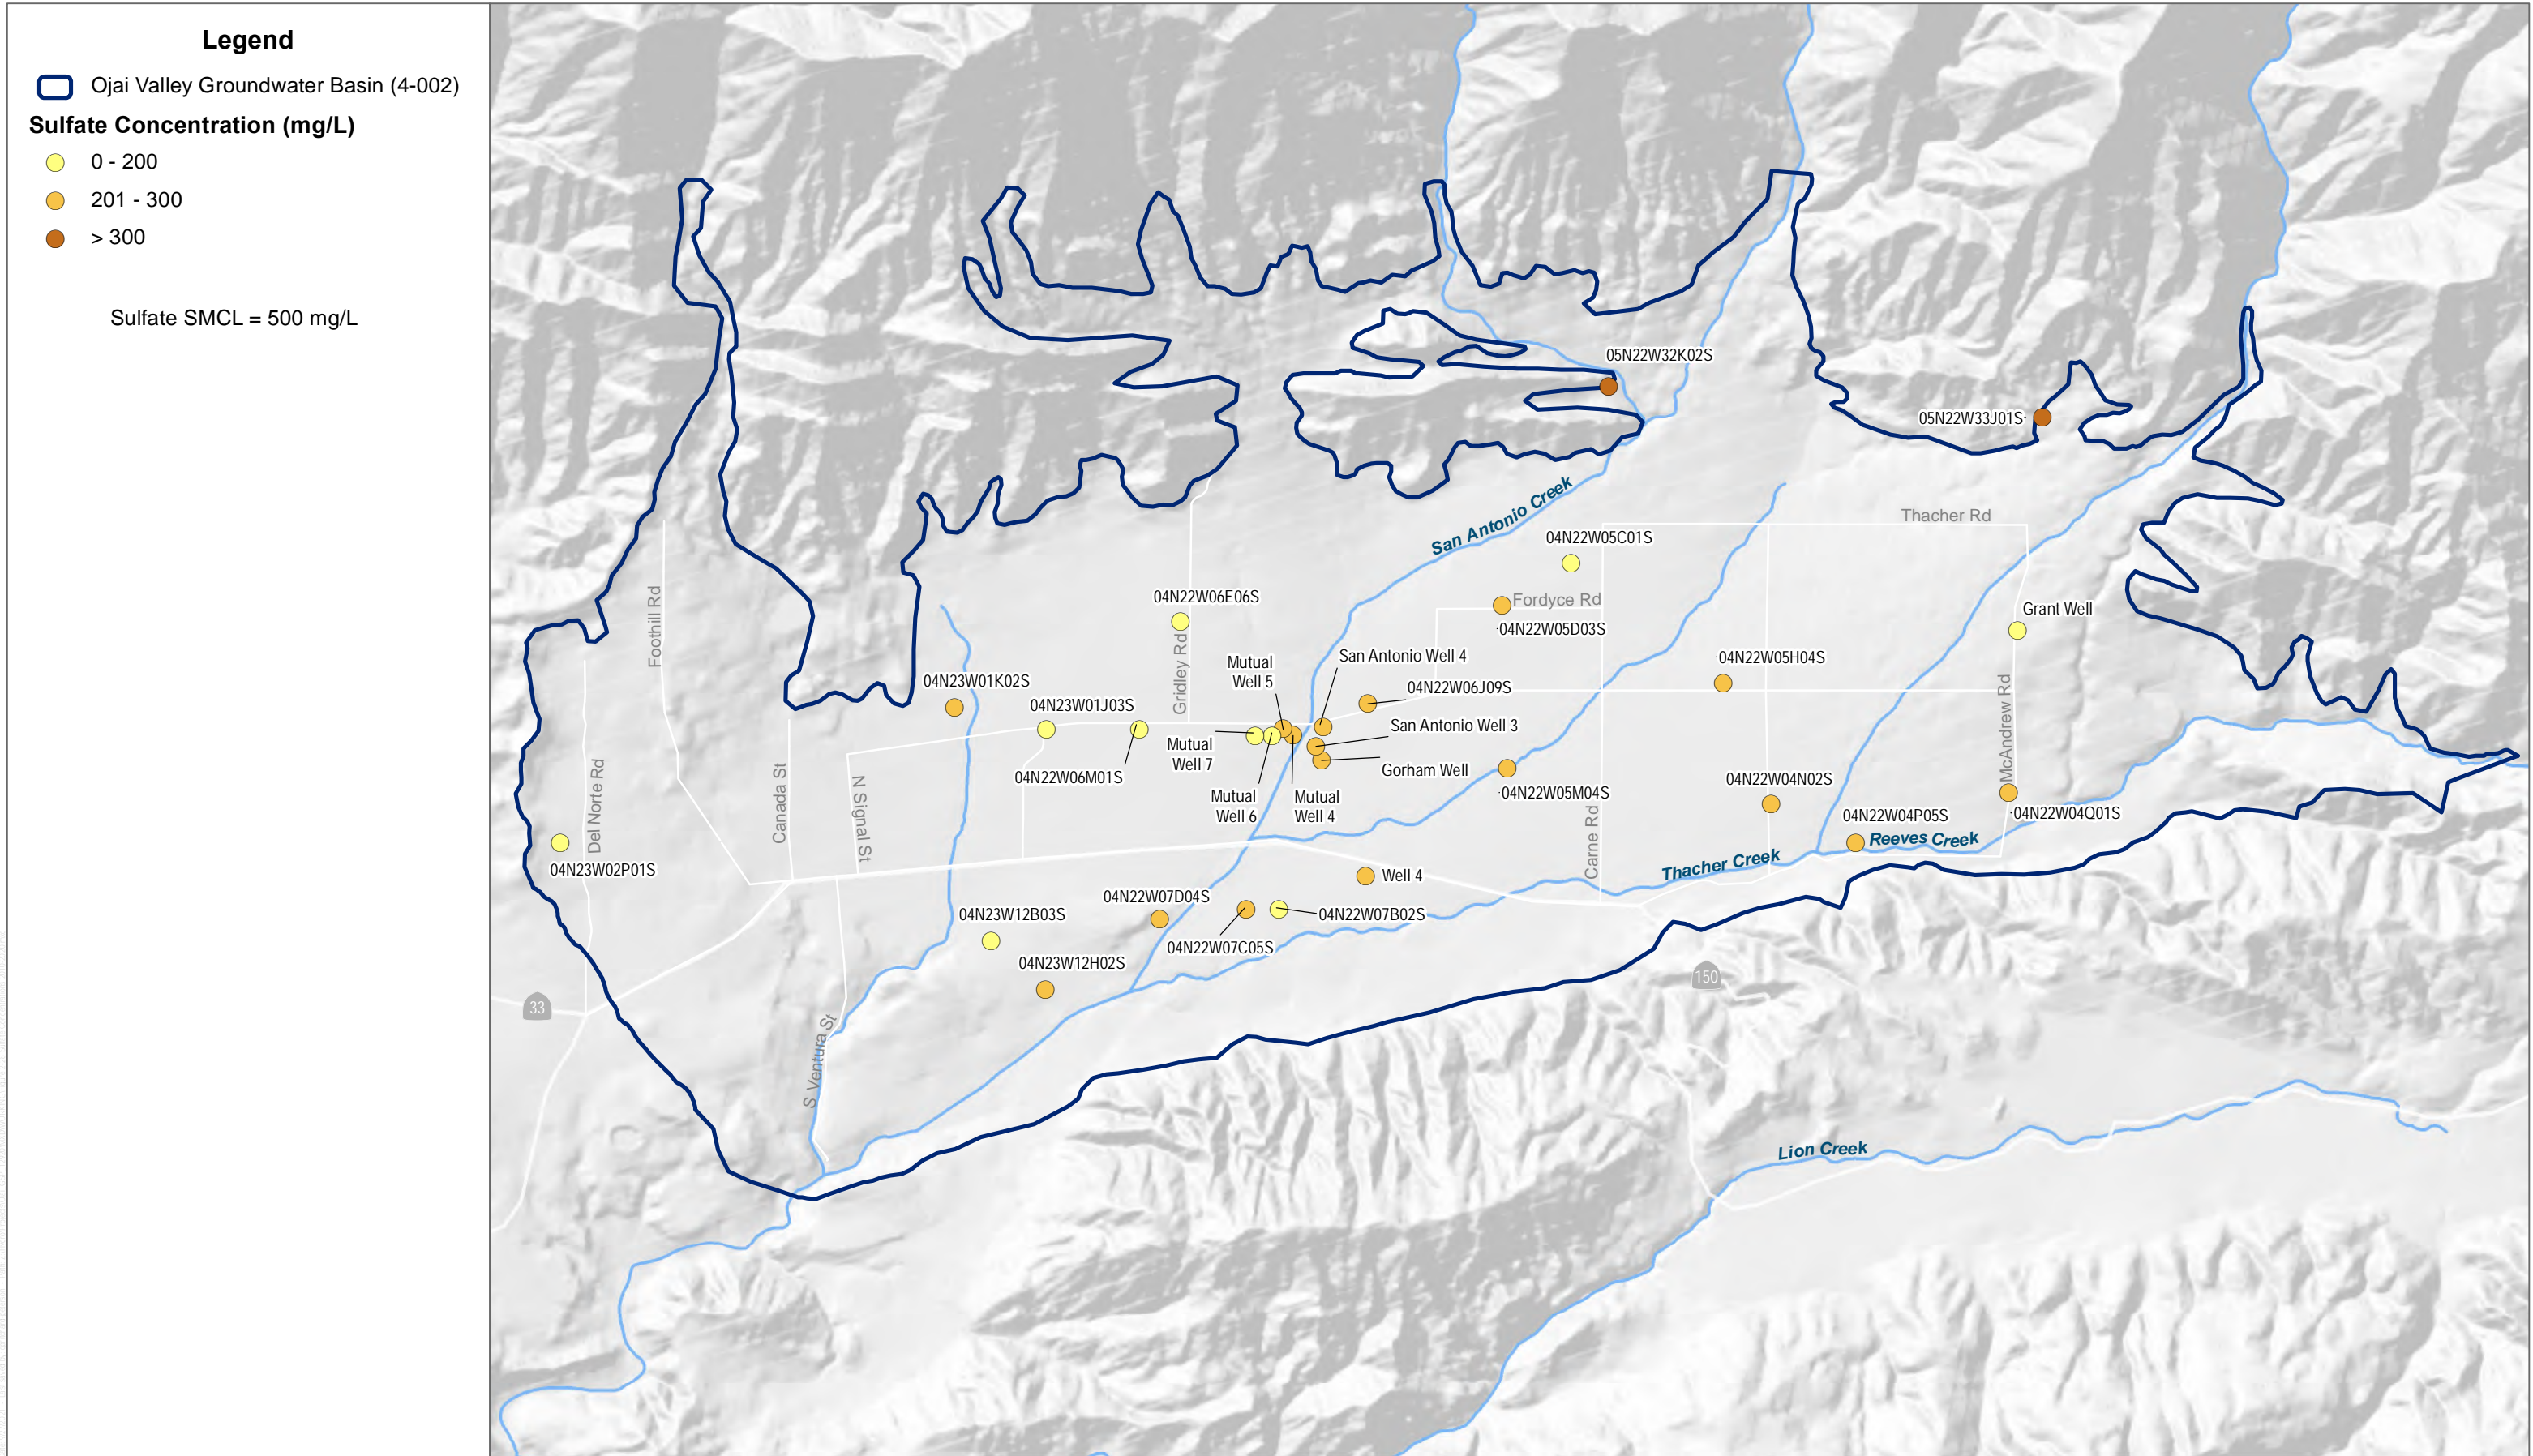 Legend
Ojai Valley Groundwater Basin (4-002)
Sulfate Concentration (mg/L)
0 - 200
201 - 300
> 300
Sulfate SMCL = 500 mg/L
05N22W32K02S
05N22W33J01S
San Antonio Creek
Thacher Rd
04N22W05C01S
Foothill Rd
04N22W06E06S
Fordyce Rd
04N22W05D03S
Grant Well
Gridley Rd
Mutual
Well 5
San Antonio Well 4
04N22W05H04S
04N23W01K02S
04N22W06J09S
McAndrew Rd
04N23W01J03S
San Antonio Well 3
Mutual
Well 7
04N22W06M01S
Gorham Well
Del Norte Rd
Canada St
N Signal St
Mutual
Well 6
Mutual
Well 4
04N22W05M04S
Carne Rd
04N22W04N02S
04N22W04P05S
04N22W04Q01S
Reeves Creek
Thacher Creek
04N23W02P01S
Well 4
04N22W07D04S
04N23W12B03S
04N22W07B02S
04N22W07C05S
04N23W12H02S
33
150
S Ventura St
Lion Creek